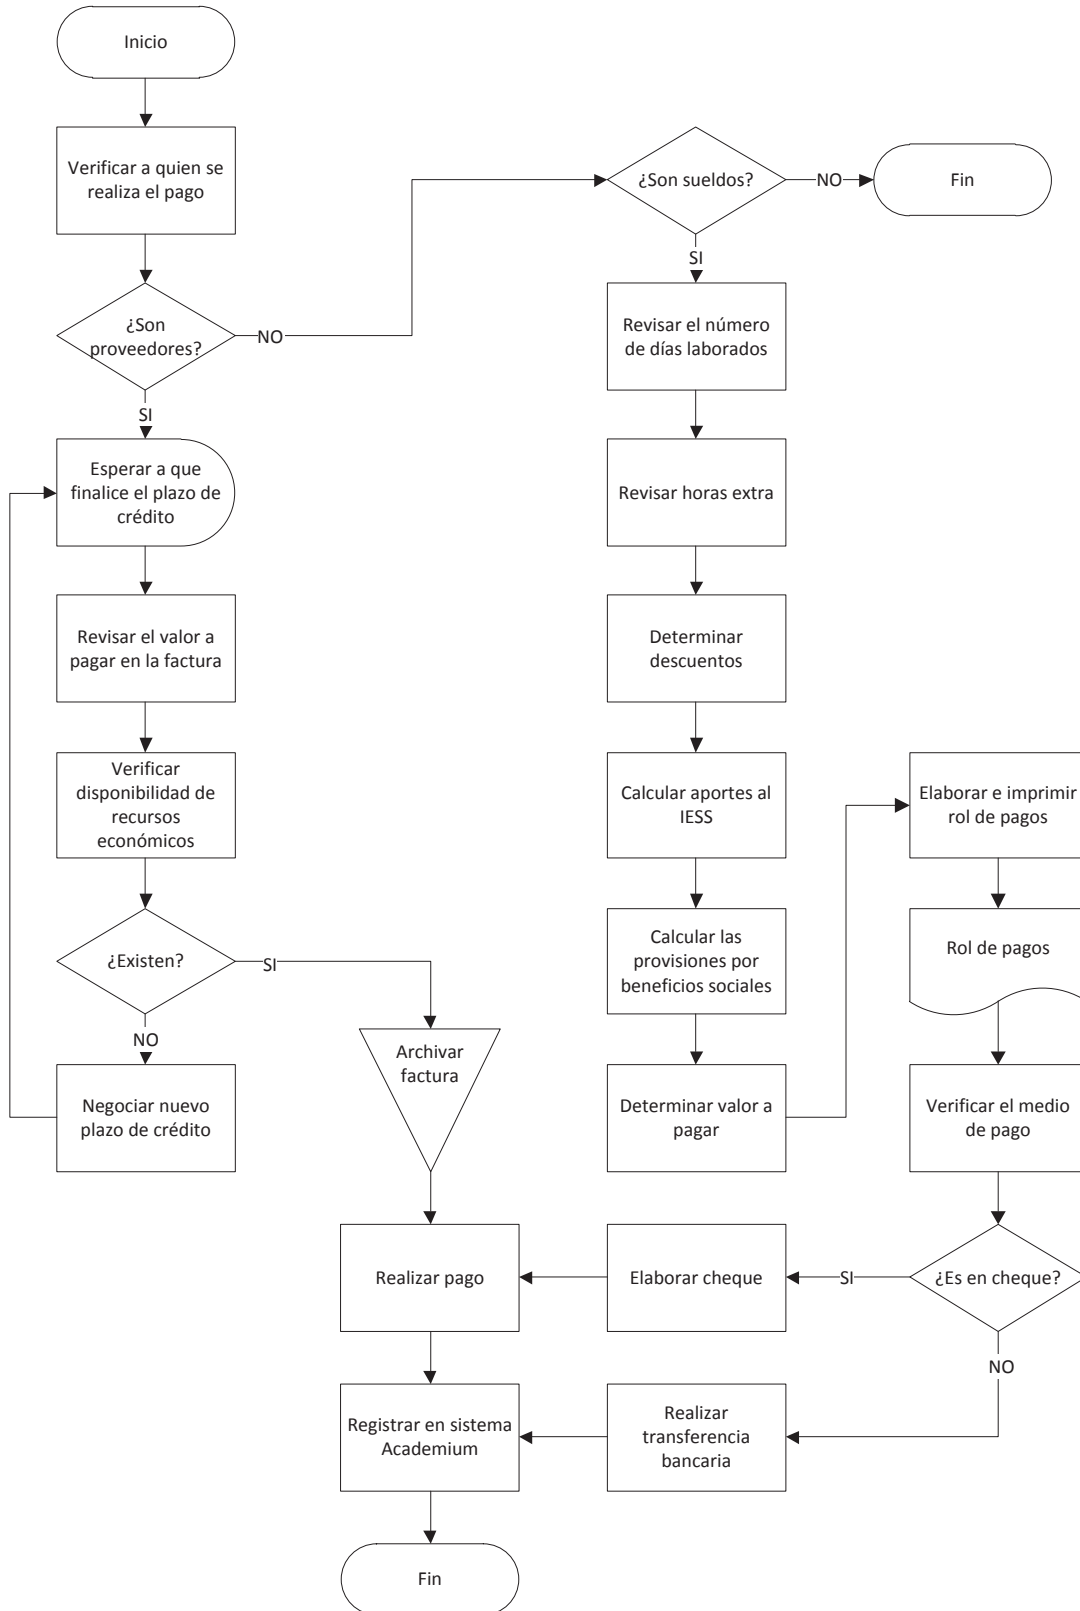 Inicio
Verificar a quien se
realiza el pago
¿Son
proveedores?
NO
SI
¿Son sueldos?
NO
Fin
SI
Esperar a que
finalice el plazo de
crédito
Revisar el valor a
pagar en la factura
Verificar
disponibilidad de
recursos
económicos
¿Existen?
SI
NO
Negociar nuevo
plazo de crédito
Archivar
factura
Revisar el número
de días laborados
Revisar horas extra
Determinar
descuentos
Calcular aportes al
IESS
Calcular las
provisiones por
beneficios sociales
Determinar valor a
pagar
Elaborar e imprimir
rol de pagos
Rol de pagos
Verificar el medio
de pago
¿Es en cheque?
SI
NO
Elaborar cheque
Realizar pago
Realizar
transferencia
bancaria
Registrar en sistema
Academium
Fin